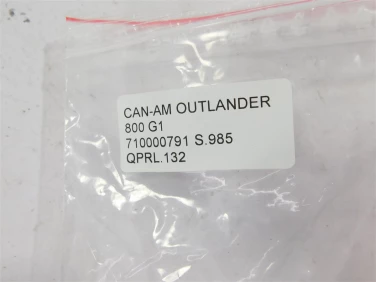 CAN-AM OUTLANDER
800 G1
710000791 S.985
QPRL.132